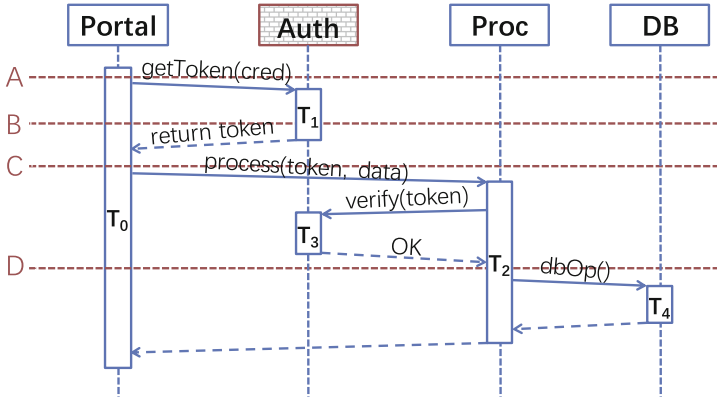 Portal Auth Proc DB
A
getToken(cred)
T1
B
return token
C
process(token, data)
verify(token)
T0
T3
OK
D
T2
dbOp()
T4